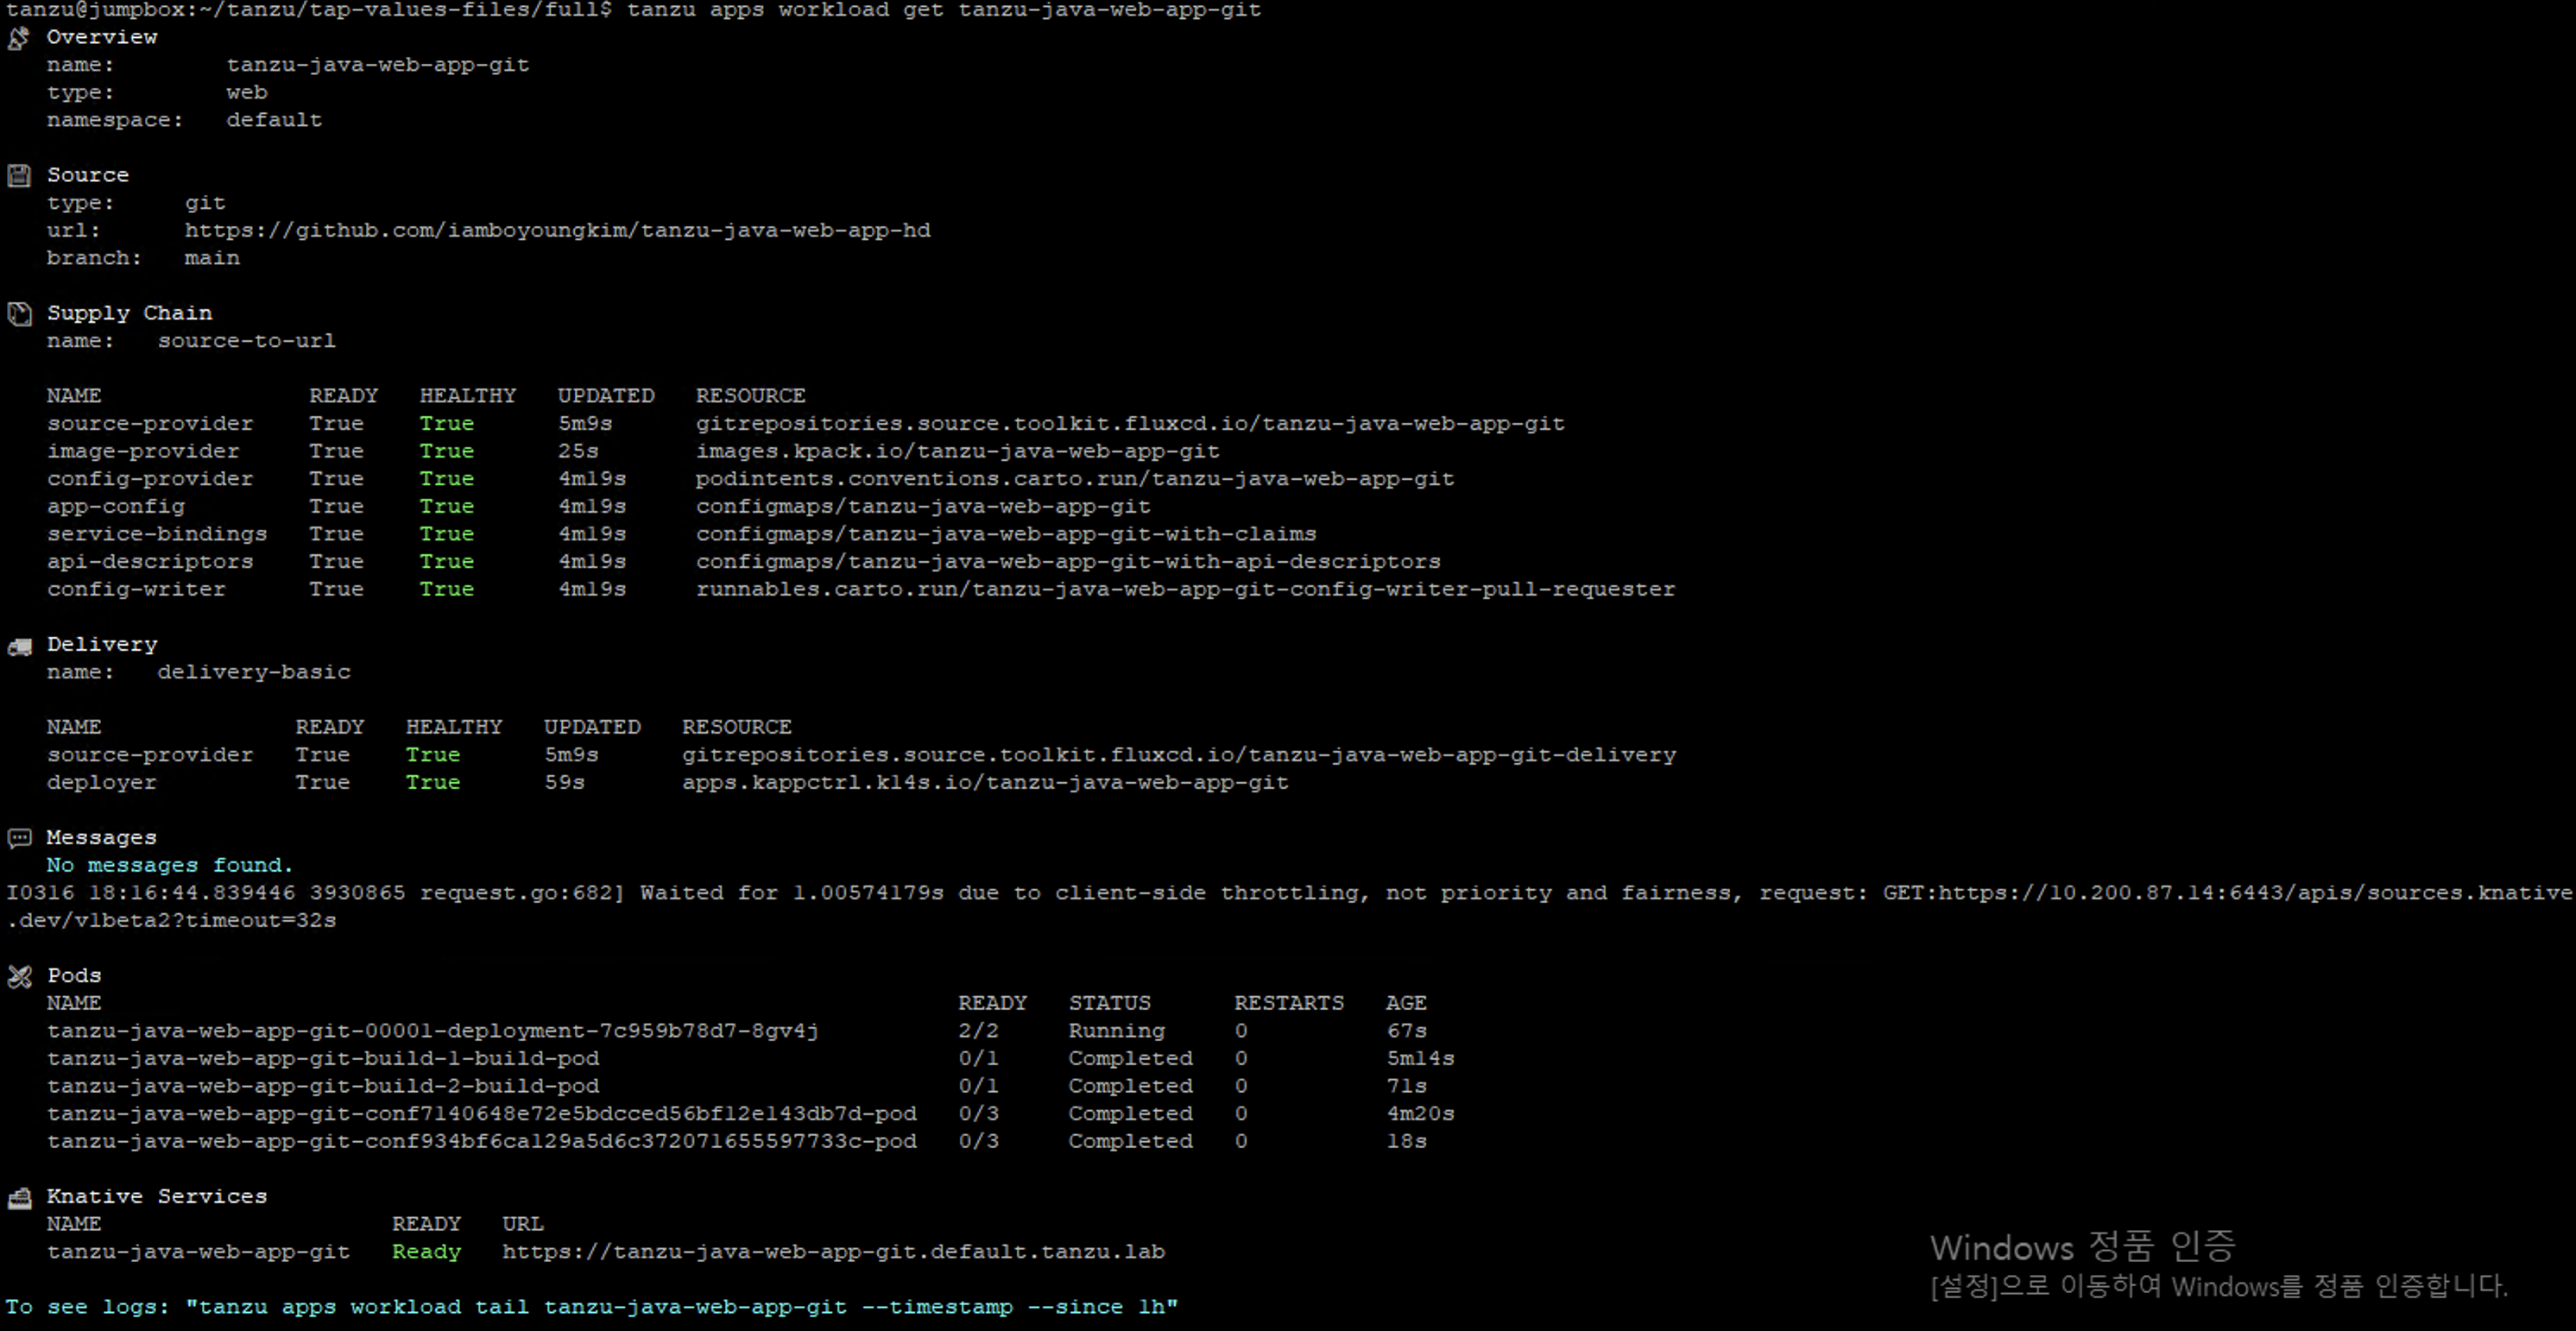 tanzu@jumpbox:~/tanzu/tap-values-files/full$ tanzu apps workload get tanzu-java-web-app-git
Overview
name: tanzu-java-web-app-git
type: web
namespace: default
Source
type: git
url: https://github.com/iamboyoungkim/tanzu-java-web-app-hd
branch: main
Supply Chain
name: source-to-url
NAME READY HEALTHY UPDATED RESOURCE
source-provider True True 5m9s gitrepositories.source.toolkit.fluxcd.io/tanzu-java-web-app-git
image-provider True True 25s images.kpack.io/tanzu-java-web-app-git
config-provider True True 4m19s podintents.conventions.carto.run/tanzu-java-web-app-git
app-config True True 4m19s configmaps/tanzu-java-web-app-git
service-bindings True True 4m19s configmaps/tanzu-java-web-app-git-with-claims
api-descriptors True True 4m19s configmaps/tanzu-java-web-app-git-with-api-descriptors
config-writer True True 4m19s runnables.carto.run/tanzu-java-web-app-git-config-writer-pull-requester
Delivery
name: delivery-basic
NAME READY HEALTHY UPDATED RESOURCE
source-provider True True 5m9s gitrepositories.source.toolkit.fluxcd.io/tanzu-java-web-app-git-delivery
deployer True True 59s apps.kappctrl.k14s.io/tanzu-java-web-app-git
Messages
No messages found.
I0316 18:16:44.839446 3930865 request.go:682] Waited for 1.00574179s due to client-side throttling, not priority and fairness, request: GET:https://10.200.87.14:6443/apis/sources.knative
.dev/v1beta2?timeout=32s
Pods
NAME READY STATUS RESTARTS AGE
tanzu-java-web-app-git-00001-deployment-7c959b78d7-8gv4j 2/2 Running 0 67s
tanzu-java-web-app-git-build-1-build-pod 0/1 Completed 0 5m14s
tanzu-java-web-app-git-build-2-build-pod 0/1 Completed 0 71s
tanzu-java-web-app-git-conf7140648e72e5bdcced56bf12e143db7d-pod 0/3 Completed 0 4m20s
tanzu-java-web-app-git-conf934bf6ca129a5d6c372071655597733c-pod 0/3 Completed 0 18s
Knative Services
NAME READY URL
tanzu-java-web-app-git Ready https://tanzu-java-web-app-git.default.tanzu.lab
Windows 정품 인증
[설정]으로 이동하여 Windows를 정품 인증합니다.
To see logs: "tanzu apps workload tail tanzu-java-web-app-git --timestamp --since 1h"